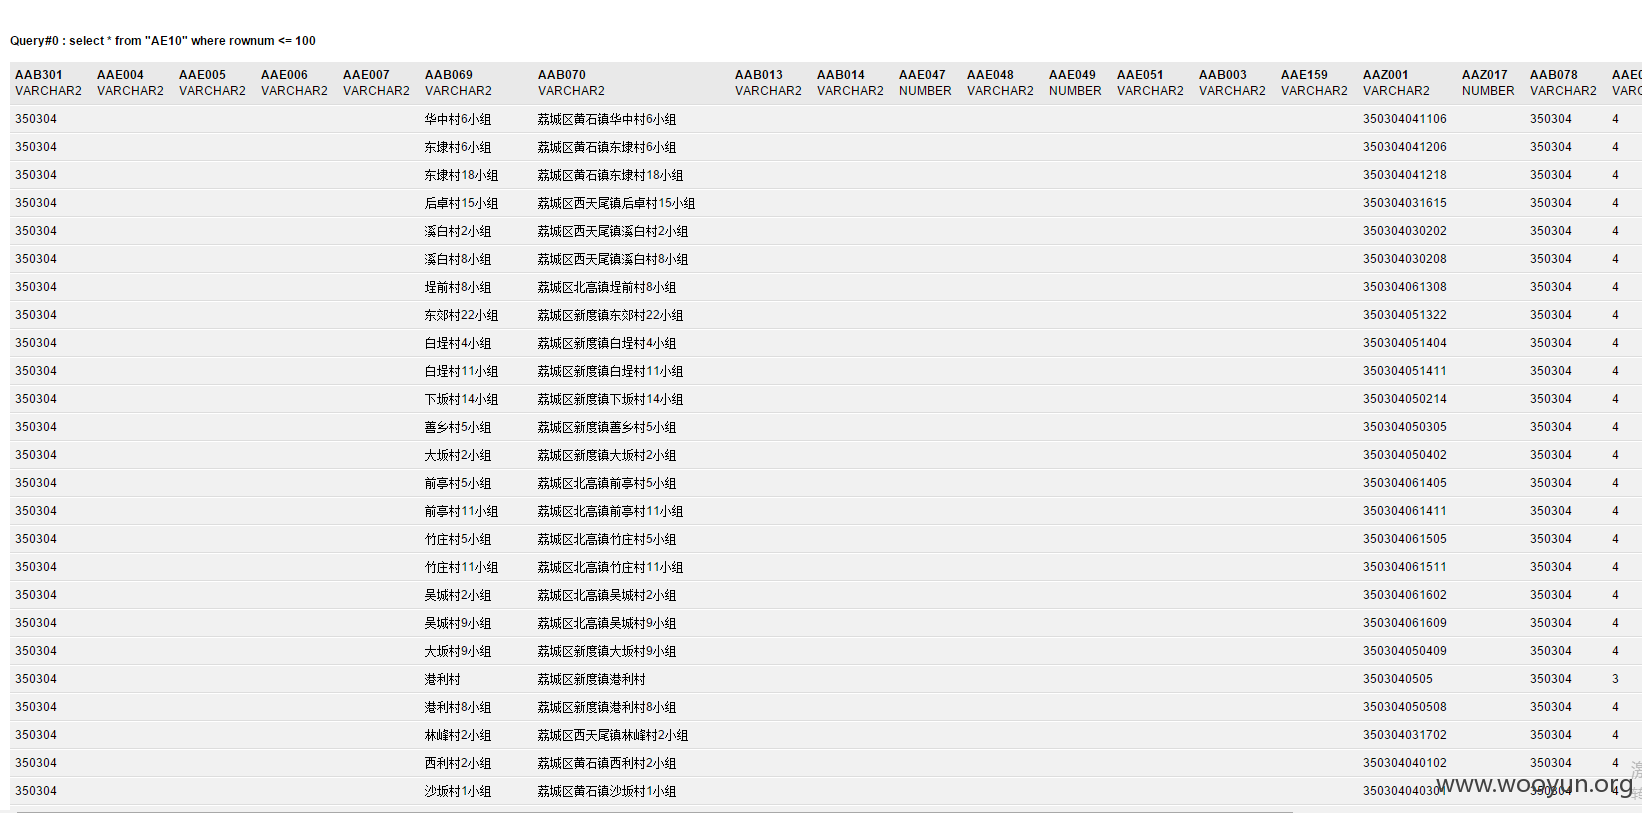 Query#0 : select * from "AE10" where rownum <= 100
AAB301 AAE004 AAE005 AAE006 AAE007 AAB069 AAB070 AAB013 AAB014 AAE047 AAE048 AAE049 AAE051 AAB003 AAE159 AAZ001 AAZ017 AAB078
VARCHAR2 VARCHAR2 VARCHAR2 VARCHAR2 VARCHAR2 VARCHAR2 VARCHAR2 VARCHAR2 VARCHAR2 NUMBER VARCHAR2 NUMBER VARCHAR2 VARCHAR2 VARCHAR2 VARCHAR2 NUMBER VARCHAR2
350304 华中村6小组 荔城区黄石镇华中村6小组 350304041106 350304 4
350304 东埭村6小组 荔城区黄石镇东埭村6小组 350304041206 350304 4
350304 东埭村18小组 荔城区黄石镇东埭村18小组 350304041218 350304 4
350304 后卓村15小组 荔城区西天尾镇后卓村15小组 350304031615 350304 4
350304 溪白村2小组 荔城区西天尾镇溪白村2小组 350304030202 350304 4
350304 溪白村8小组 荔城区西天尾镇溪白村8小组 350304030208 350304 4
350304 埕前村8小组 荔城区北高镇埕前村8小组 350304061308 350304 4
350304 东郊村22小组 荔城区新度镇东郊村22小组 350304051322 350304 4
350304 白埕村4小组 荔城区新度镇白埕村4小组 350304051404 350304 4
350304 白埕村11小组 荔城区新度镇白埕村11小组 350304051411 350304 4
350304 下坂村14小组 荔城区新度镇下坂村14小组 350304050214 350304 4
350304 善乡村5小组 荔城区新度镇善乡村5小组 350304050305 350304 4
350304 大坂村2小组 荔城区新度镇大坂村2小组 350304050402 350304 4
350304 前亭村5小组 荔城区北高镇前亭村5小组 350304061405 350304 4
350304 前亭村11小组 荔城区北高镇前亭村11小组 350304061411 350304 4
350304 竹庄村5小组 荔城区北高镇竹庄村5小组 350304061505 350304 4
350304 竹庄村11小组 荔城区北高镇竹庄村11小组 350304061511 350304 4
350304 吴城村2小组 荔城区北高镇吴城村2小组 350304061602 350304 4
350304 吴城村9小组 荔城区北高镇吴城村9小组 350304061609 350304 4
350304 大坂村9小组 荔城区新度镇大坂村9小组 350304050409 350304 4
350304 港利村 荔城区新度镇港利村 3503040505 350304 3
350304 港利村8小组 荔城区新度镇港利村8小组 350304050508 350304 4
350304 林峰村2小组 荔城区西天尾镇林峰村2小组 350304031702 350304 4
350304 西利村2小组 荔城区黄石镇西利村2小组 350304040102 350304 4
350304 沙坂村1小组 荔城区黄石镇沙坂村1小组 350304040301 350304 4
www.wooyun.org